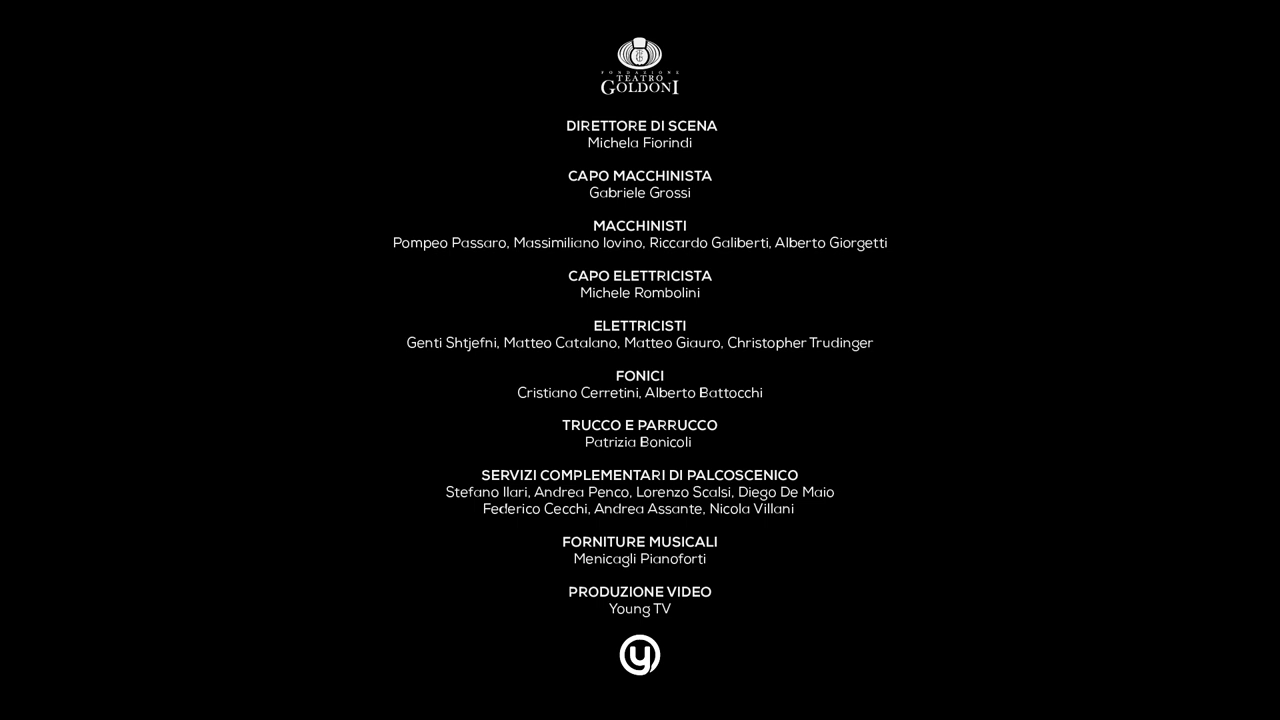 FONDAZIONE
TEATRO
GOLDONI
DIRETTORE DI SCENA
Michela Fiorindi
CAPO MACCHINISTA
Gabriele Grossi
MACCHINISTI
Pompeo Passaro, Massimiliano Iovino, Riccardo Galiberti, Alberto Giorgetti
CAPO ELETTRICISTA
Michele Rombolini
ELETTRICISTI
Genti Shtjefni, Matteo Catalano, Matteo Giauro, Christopher Trudinger
FONICI
Cristiano Cerretini, Alberto Battocchi
TRUCCO E PARRUCCO
Patrizia Bonicoli
SERVIZI COMPLEMENTARI DI PALCOSCENICO
Stefano Ilari, Andrea Penco, Lorenzo Scalsi, Diego De Maio
Federico Cecchi, Andrea Assante, Nicola Villani
FORNITURE MUSICALI
Menicagli Pianoforti
PRODUZIONE VIDEO
Young TV
y